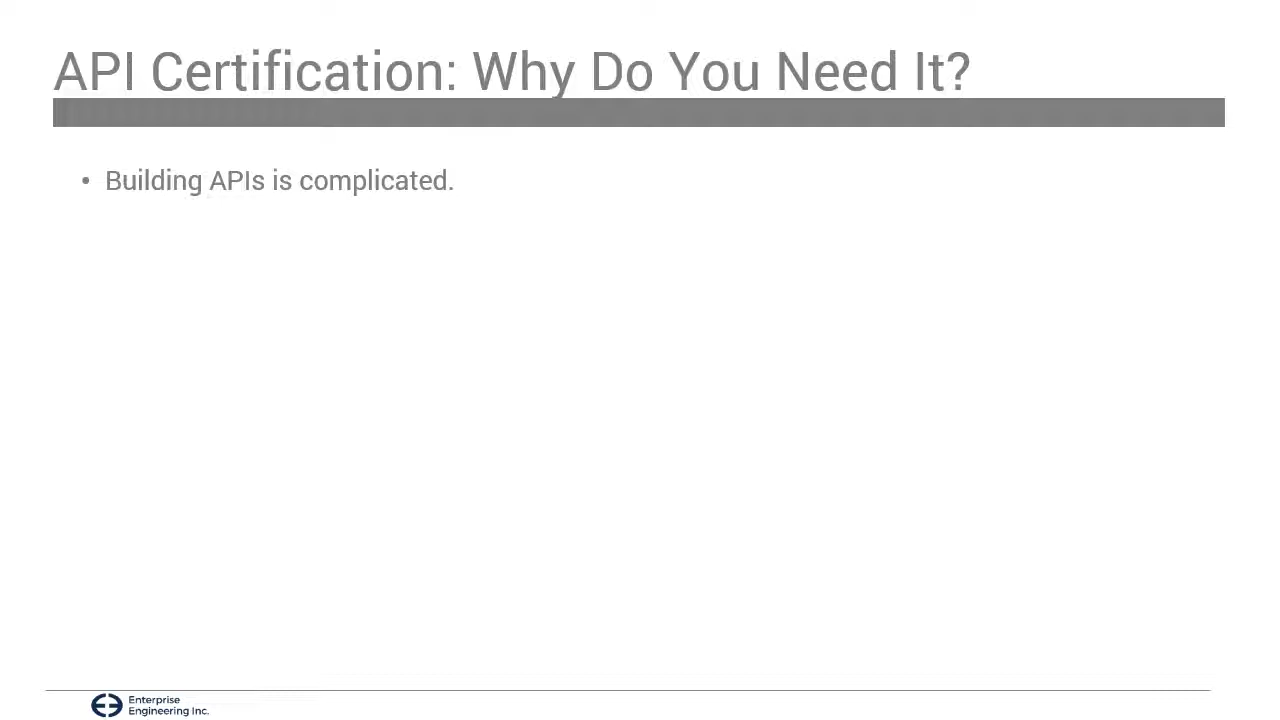 API Certification: Why Do You Need It?
• Building APIs is complicated.
Enterprise
Engineering Inc.